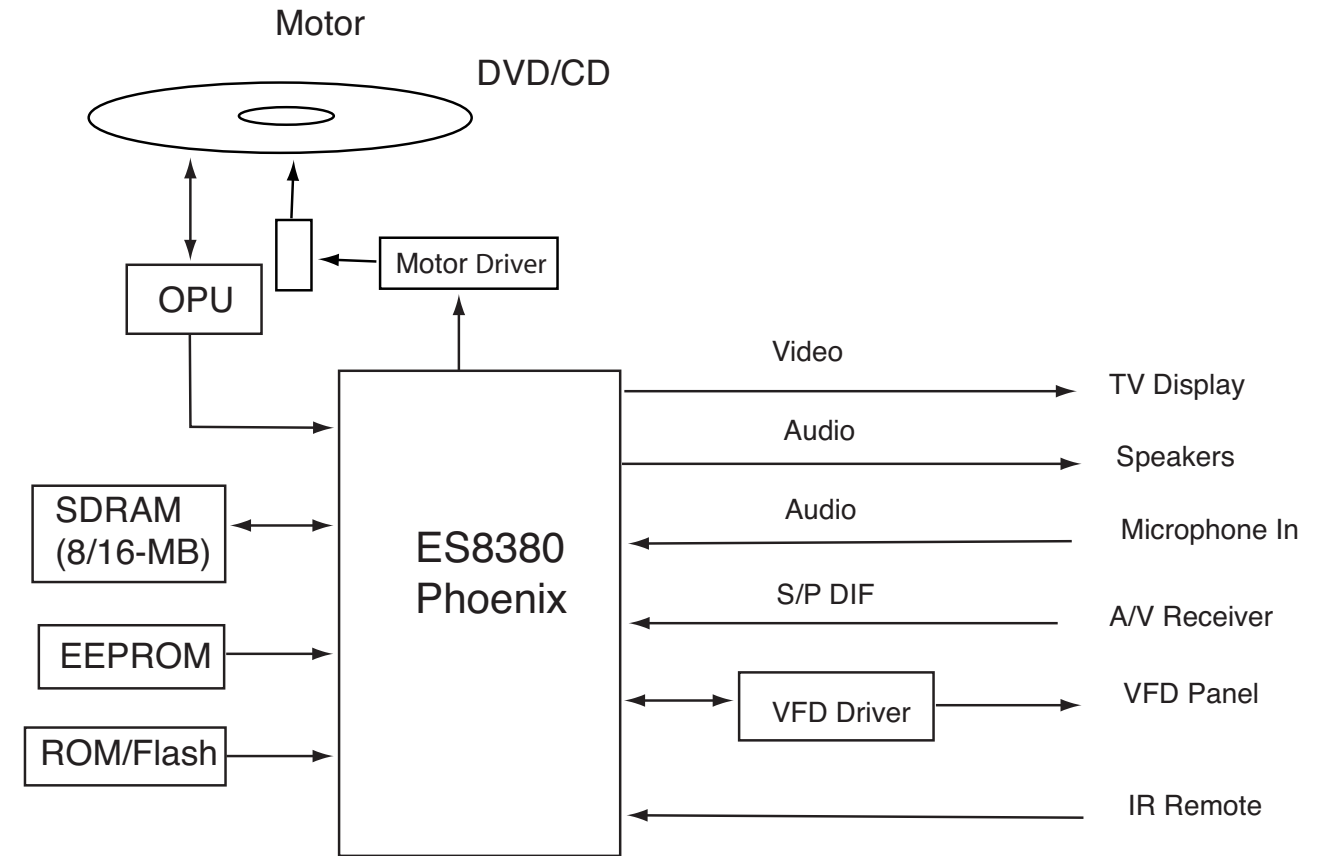 Motor
DVD/CD
Motor Driver
OPU
Video
TV Display
Audio
Speakers
SDRAM
(8/16-MB)
Audio
Microphone In
ES8380
Phoenix
S/P DIF
A/V Receiver
EEPROM
VFD Driver
VFD Panel
ROM/Flash
IR Remote